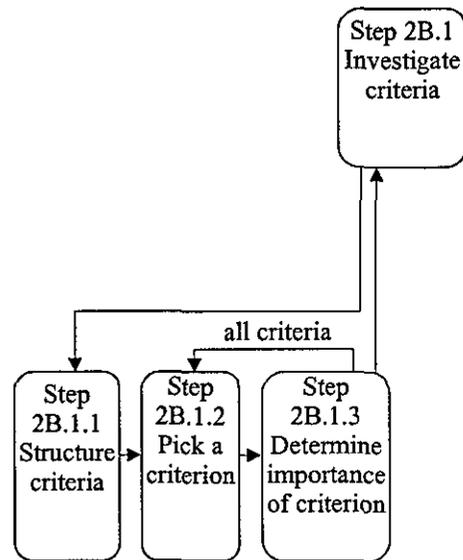 Step 2B.1
Investigate
criteria
all criteria
Step
2B.1.1
Structure
criteria
Step
2B.1.2
Pick a
criterion
Step
2B.1.3
Determine
importance
of criterion